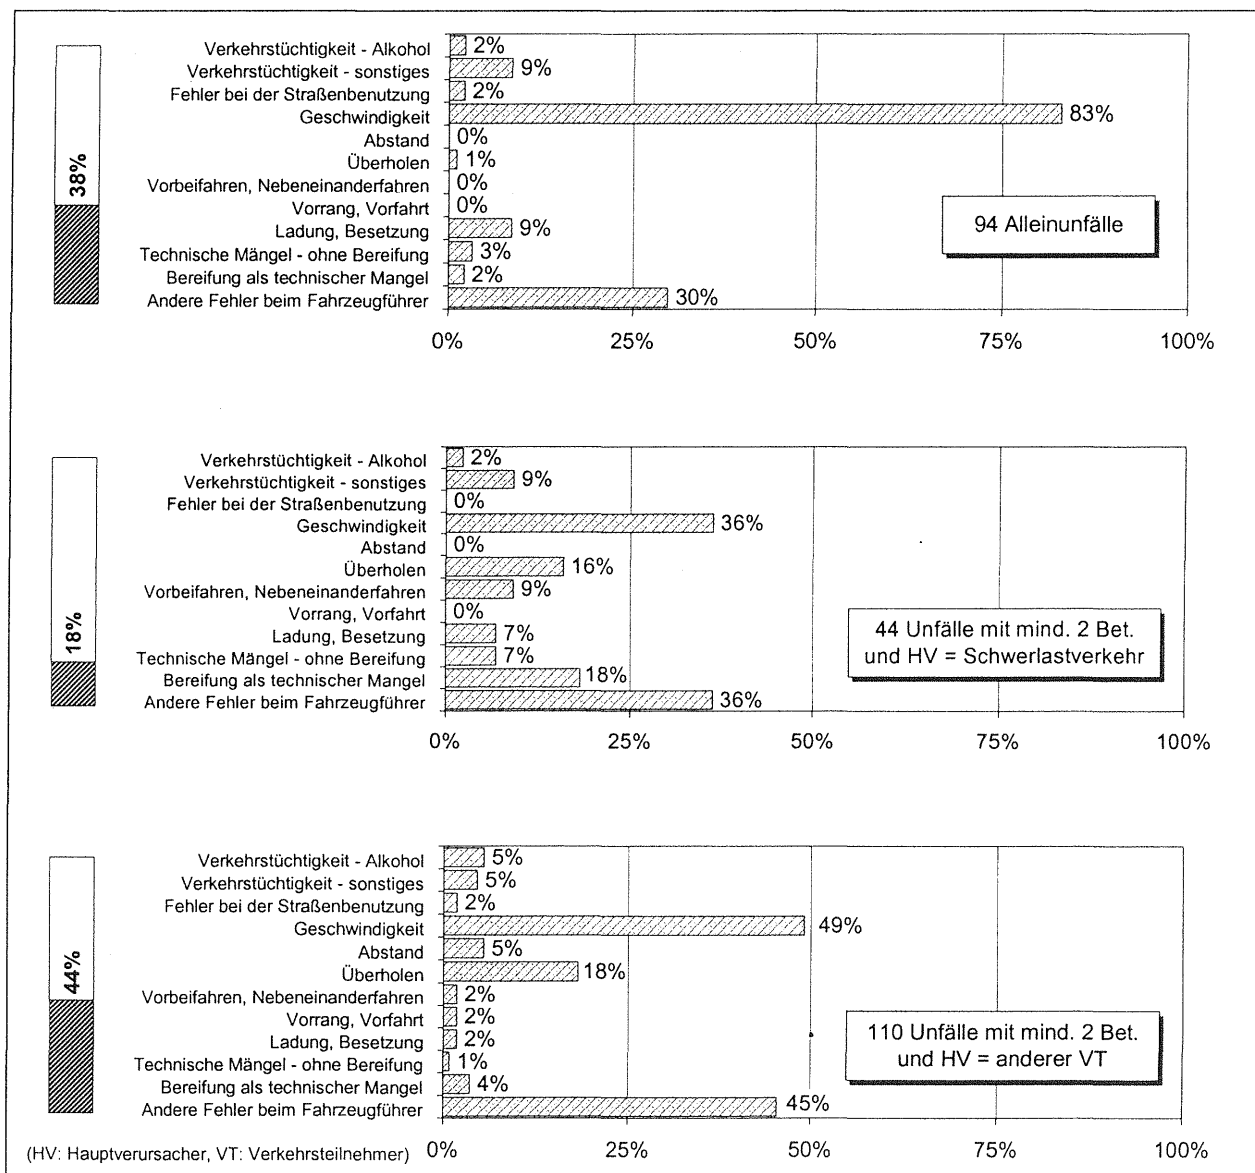 38%
Verkehrstüchtigkeit - Alkohol 2%
Verkehrstüchtigkeit - sonstiges 9%
Fehler bei der Straßenbenutzung 2%
Geschwindigkeit 83%
Abstand 0%
Überholen 1%
Vorbeifahren, Nebeneinanderfahren 0%
Vorrang, Vorfahrt 0%
Ladung, Besetzung 9%
Technische Mängel - ohne Bereifung 3%
Bereifung als technischer Mangel 2%
Andere Fehler beim Fahrzeugführer 30%
94 Alleinunfälle
0% 25% 50% 75% 100%
18%
Verkehrstüchtigkeit - Alkohol 2%
Verkehrstüchtigkeit - sonstiges 9%
Fehler bei der Straßenbenutzung 0%
Geschwindigkeit 36%
Abstand 0%
Überholen 16%
Vorbeifahren, Nebeneinanderfahren 9%
Vorrang, Vorfahrt 0%
Ladung, Besetzung 7%
Technische Mängel - ohne Bereifung 7%
Bereifung als technischer Mangel 18%
Andere Fehler beim Fahrzeugführer 36%
44 Unfälle mit mind. 2 Bet.
und HV = Schwerlastverkehr
0% 25% 50% 75% 100%
44%
Verkehrstüchtigkeit - Alkohol 5%
Verkehrstüchtigkeit - sonstiges 5%
Fehler bei der Straßenbenutzung 2%
Geschwindigkeit 49%
Abstand 5%
Überholen 18%
Vorbeifahren, Nebeneinanderfahren 2%
Vorrang, Vorfahrt 2%
Ladung, Besetzung 2%
Technische Mängel - ohne Bereifung 1%
Bereifung als technischer Mangel 4%
Andere Fehler beim Fahrzeugführer 45%
110 Unfälle mit mind. 2 Bet.
und HV = anderer VT
0% 25% 50% 75% 100%
(HV: Hauptverursacher, VT: Verkehrsteilnehmer)